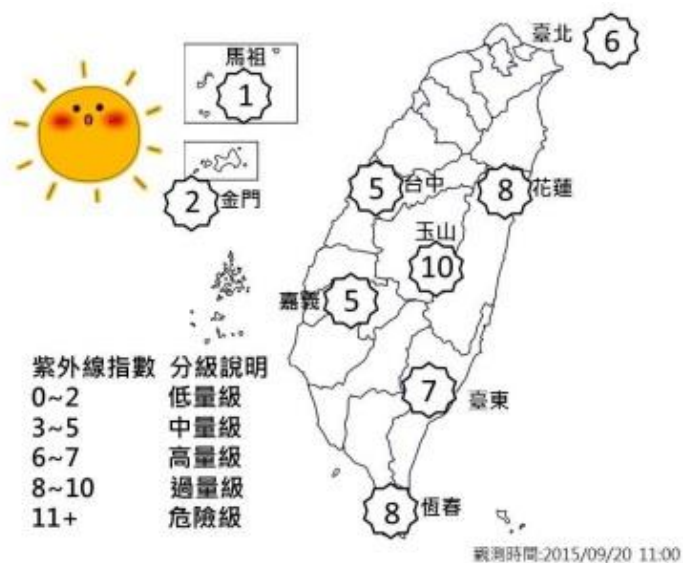 臺北
6
馬祖
1
2
金門
5
台中
8
花蓮
玉山
10
嘉義
5
7
臺東
8
恆春
紫外線指數 分級說明
0~2 低量級
3~5 中量級
6~7 高量級
8~10 過量級
11+ 危險級
觀測時間:2015/09/20 11:00